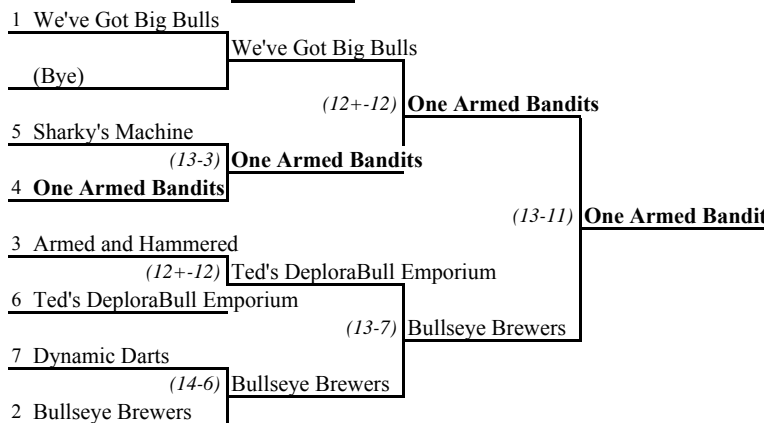 1 We've Got Big Bulls
We've Got Big Bulls
(Bye)
(12+-12) One Armed Bandits
5 Sharky's Machine
(13-3) One Armed Bandits
4 One Armed Bandits
(13-11) One Armed Bandit
3 Armed and Hammered
(12+-12) Ted's DeploraBull Emporium
6 Ted's DeploraBull Emporium
(13-7) Bullseye Brewers
7 Dynamic Darts
(14-6) Bullseye Brewers
2 Bullseye Brewers